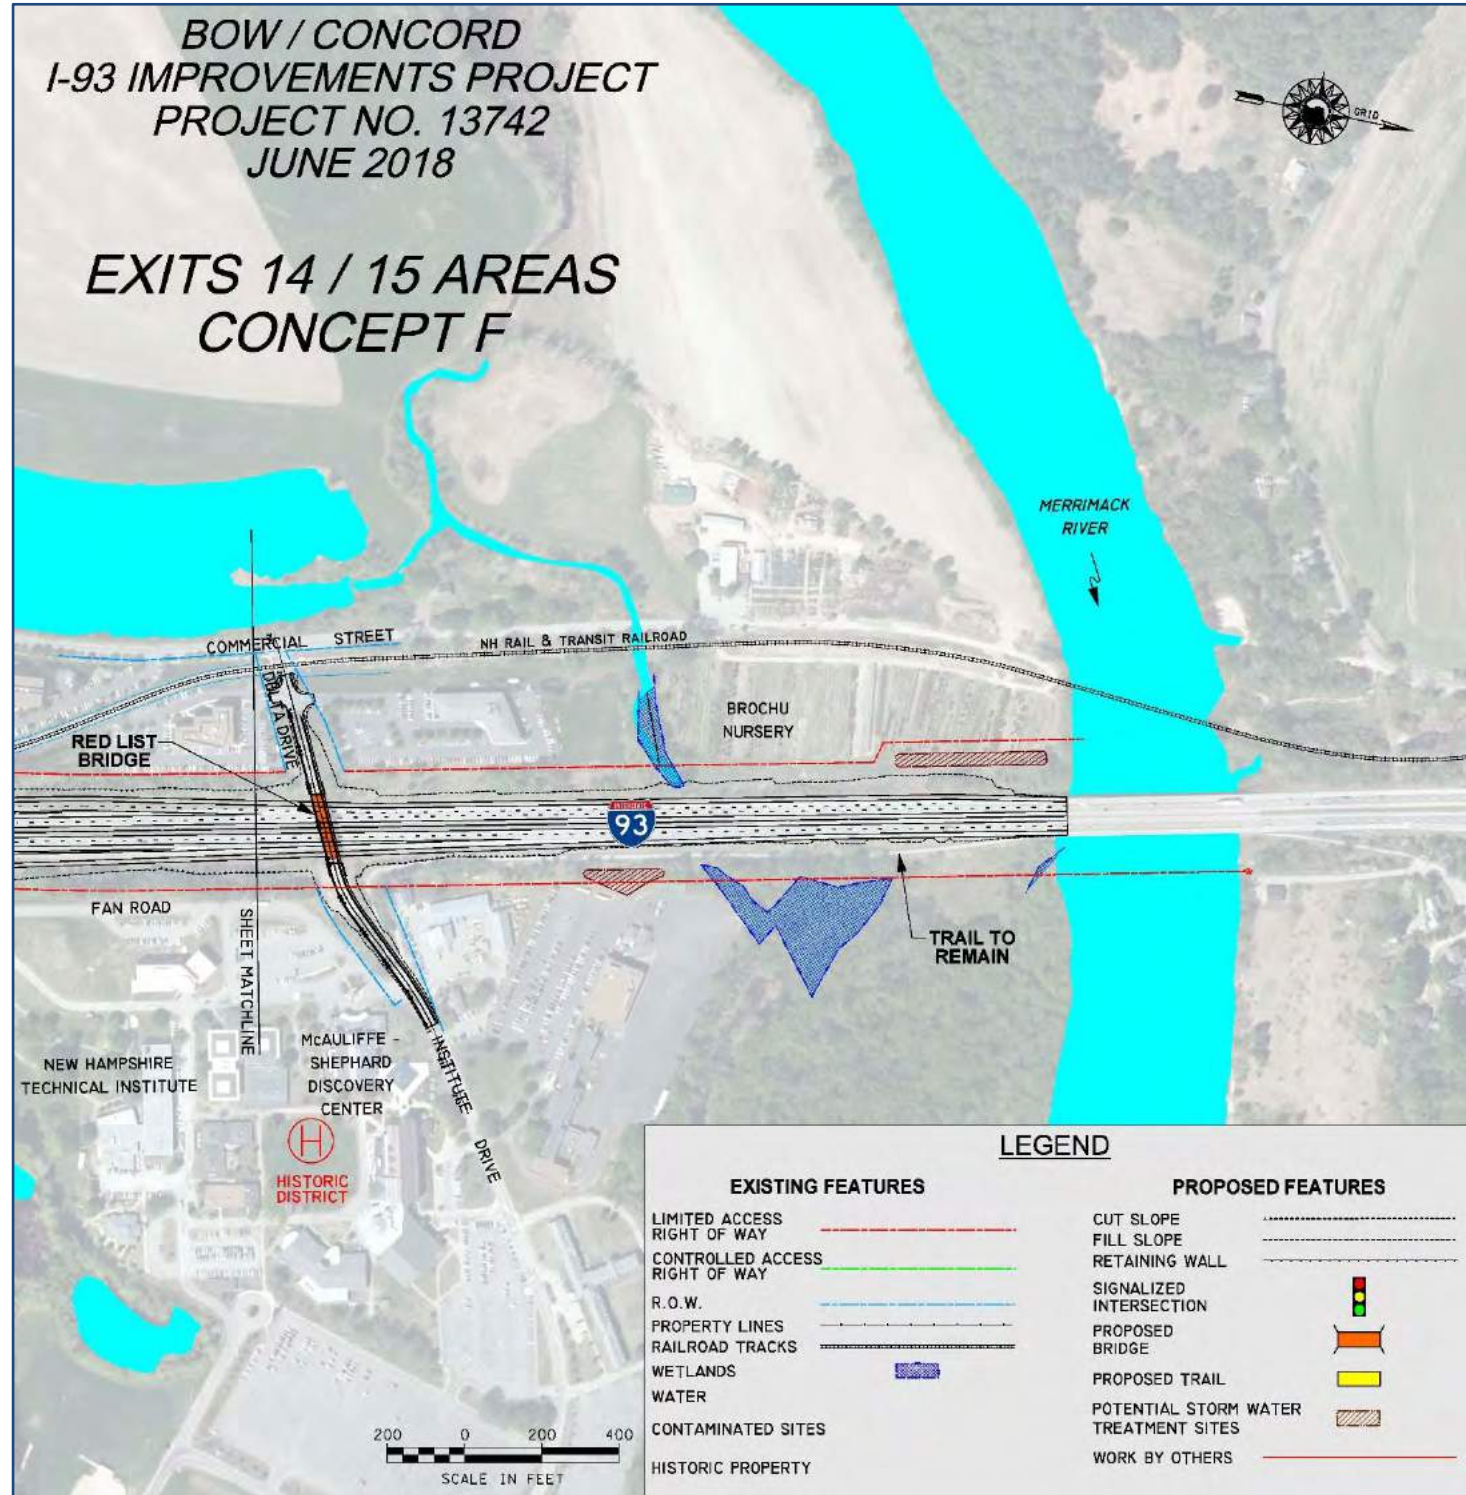 BOW / CONCORD
I-93 IMPROVEMENTS PROJECT
PROJECT NO. 13742
JUNE 2018
EXITS 14 / 15 AREAS
CONCEPT F
GRID
MERRIMACK
RIVER
COMMERCIAL STREET
NH RAIL & TRANSIT RAILROAD
DELTA DRIVE
RED LIST
BRIDGE
BROCHU
NURSERY
INTERSTATE
93
FAN ROAD
SHEET MATCHLINE
TRAIL TO
REMAIN
McAULIFFE -
SHEPHARD
DISCOVERY
CENTER
NEW HAMPSHIRE
TECHNICAL INSTITUTE
INSTITUTE DRIVE
H
HISTORIC
DISTRICT
200 0 200 400
SCALE IN FEET
LEGEND
EXISTING FEATURES
LIMITED ACCESS
RIGHT OF WAY
CONTROLLED ACCESS
RIGHT OF WAY
R.O.W.
PROPERTY LINES
RAILROAD TRACKS
WETLANDS
WATER
CONTAMINATED SITES
HISTORIC PROPERTY
PROPOSED FEATURES
CUT SLOPE
FILL SLOPE
RETAINING WALL
SIGNALIZED
INTERSECTION
PROPOSED
BRIDGE
PROPOSED TRAIL
POTENTIAL STORM WATER
TREATMENT SITES
WORK BY OTHERS